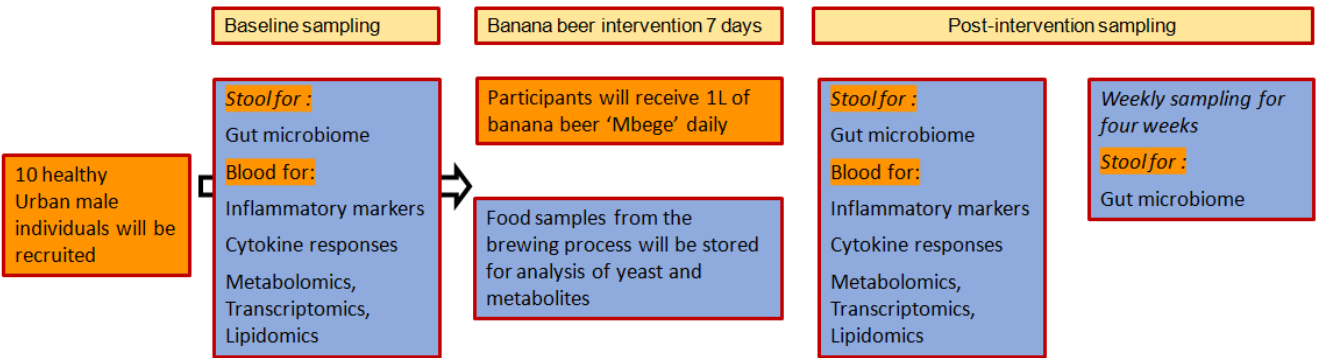 Baseline sampling
Banana beer intervention 7 days
Post-intervention sampling
10 healthy
Urban male
individuals will be
recruited
Stool for :
Gut microbiome
Blood for:
Inflammatory markers
Cytokine responses
Metabolomics,
Transcriptomics,
Lipidomics
Participants will receive 1L of
banana beer ‘Mbege’ daily
Food samples from the
brewing process will be stored
for analysis of yeast and
metabolites
Stool for :
Gut microbiome
Blood for:
Inflammatory markers
Cytokine responses
Metabolomics,
Transcriptomics,
Lipidomics
Weekly sampling for
four weeks
Stool for :
Gut microbiome